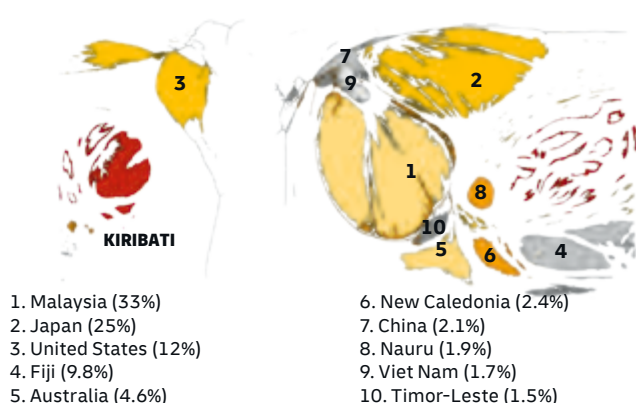 7
3
9
2
1
8
10
KIRIBATI
5
6
4
1. Malaysia (33%)
2. Japan (25%)
3. United States (12%)
4. Fiji (9.8%)
5. Australia (4.6%)
6. New Caledonia (2.4%)
7. China (2.1%)
8. Nauru (1.9%)
9. Viet Nam (1.7%)
10. Timor-Leste (1.5%)